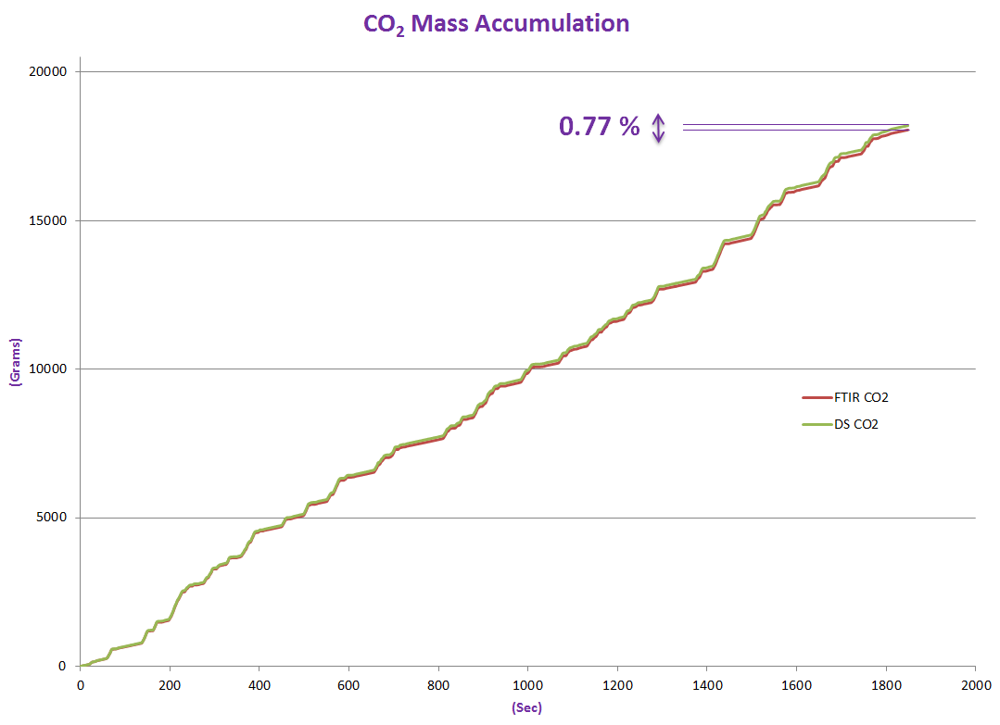 CO2 Mass Accumulation
20000
0.77 %
15000
(Grams)
10000
FTIR CO2
DS CO2
5000
0
0 200 400 600 800 1000 1200 1400 1600 1800 2000
(Sec)